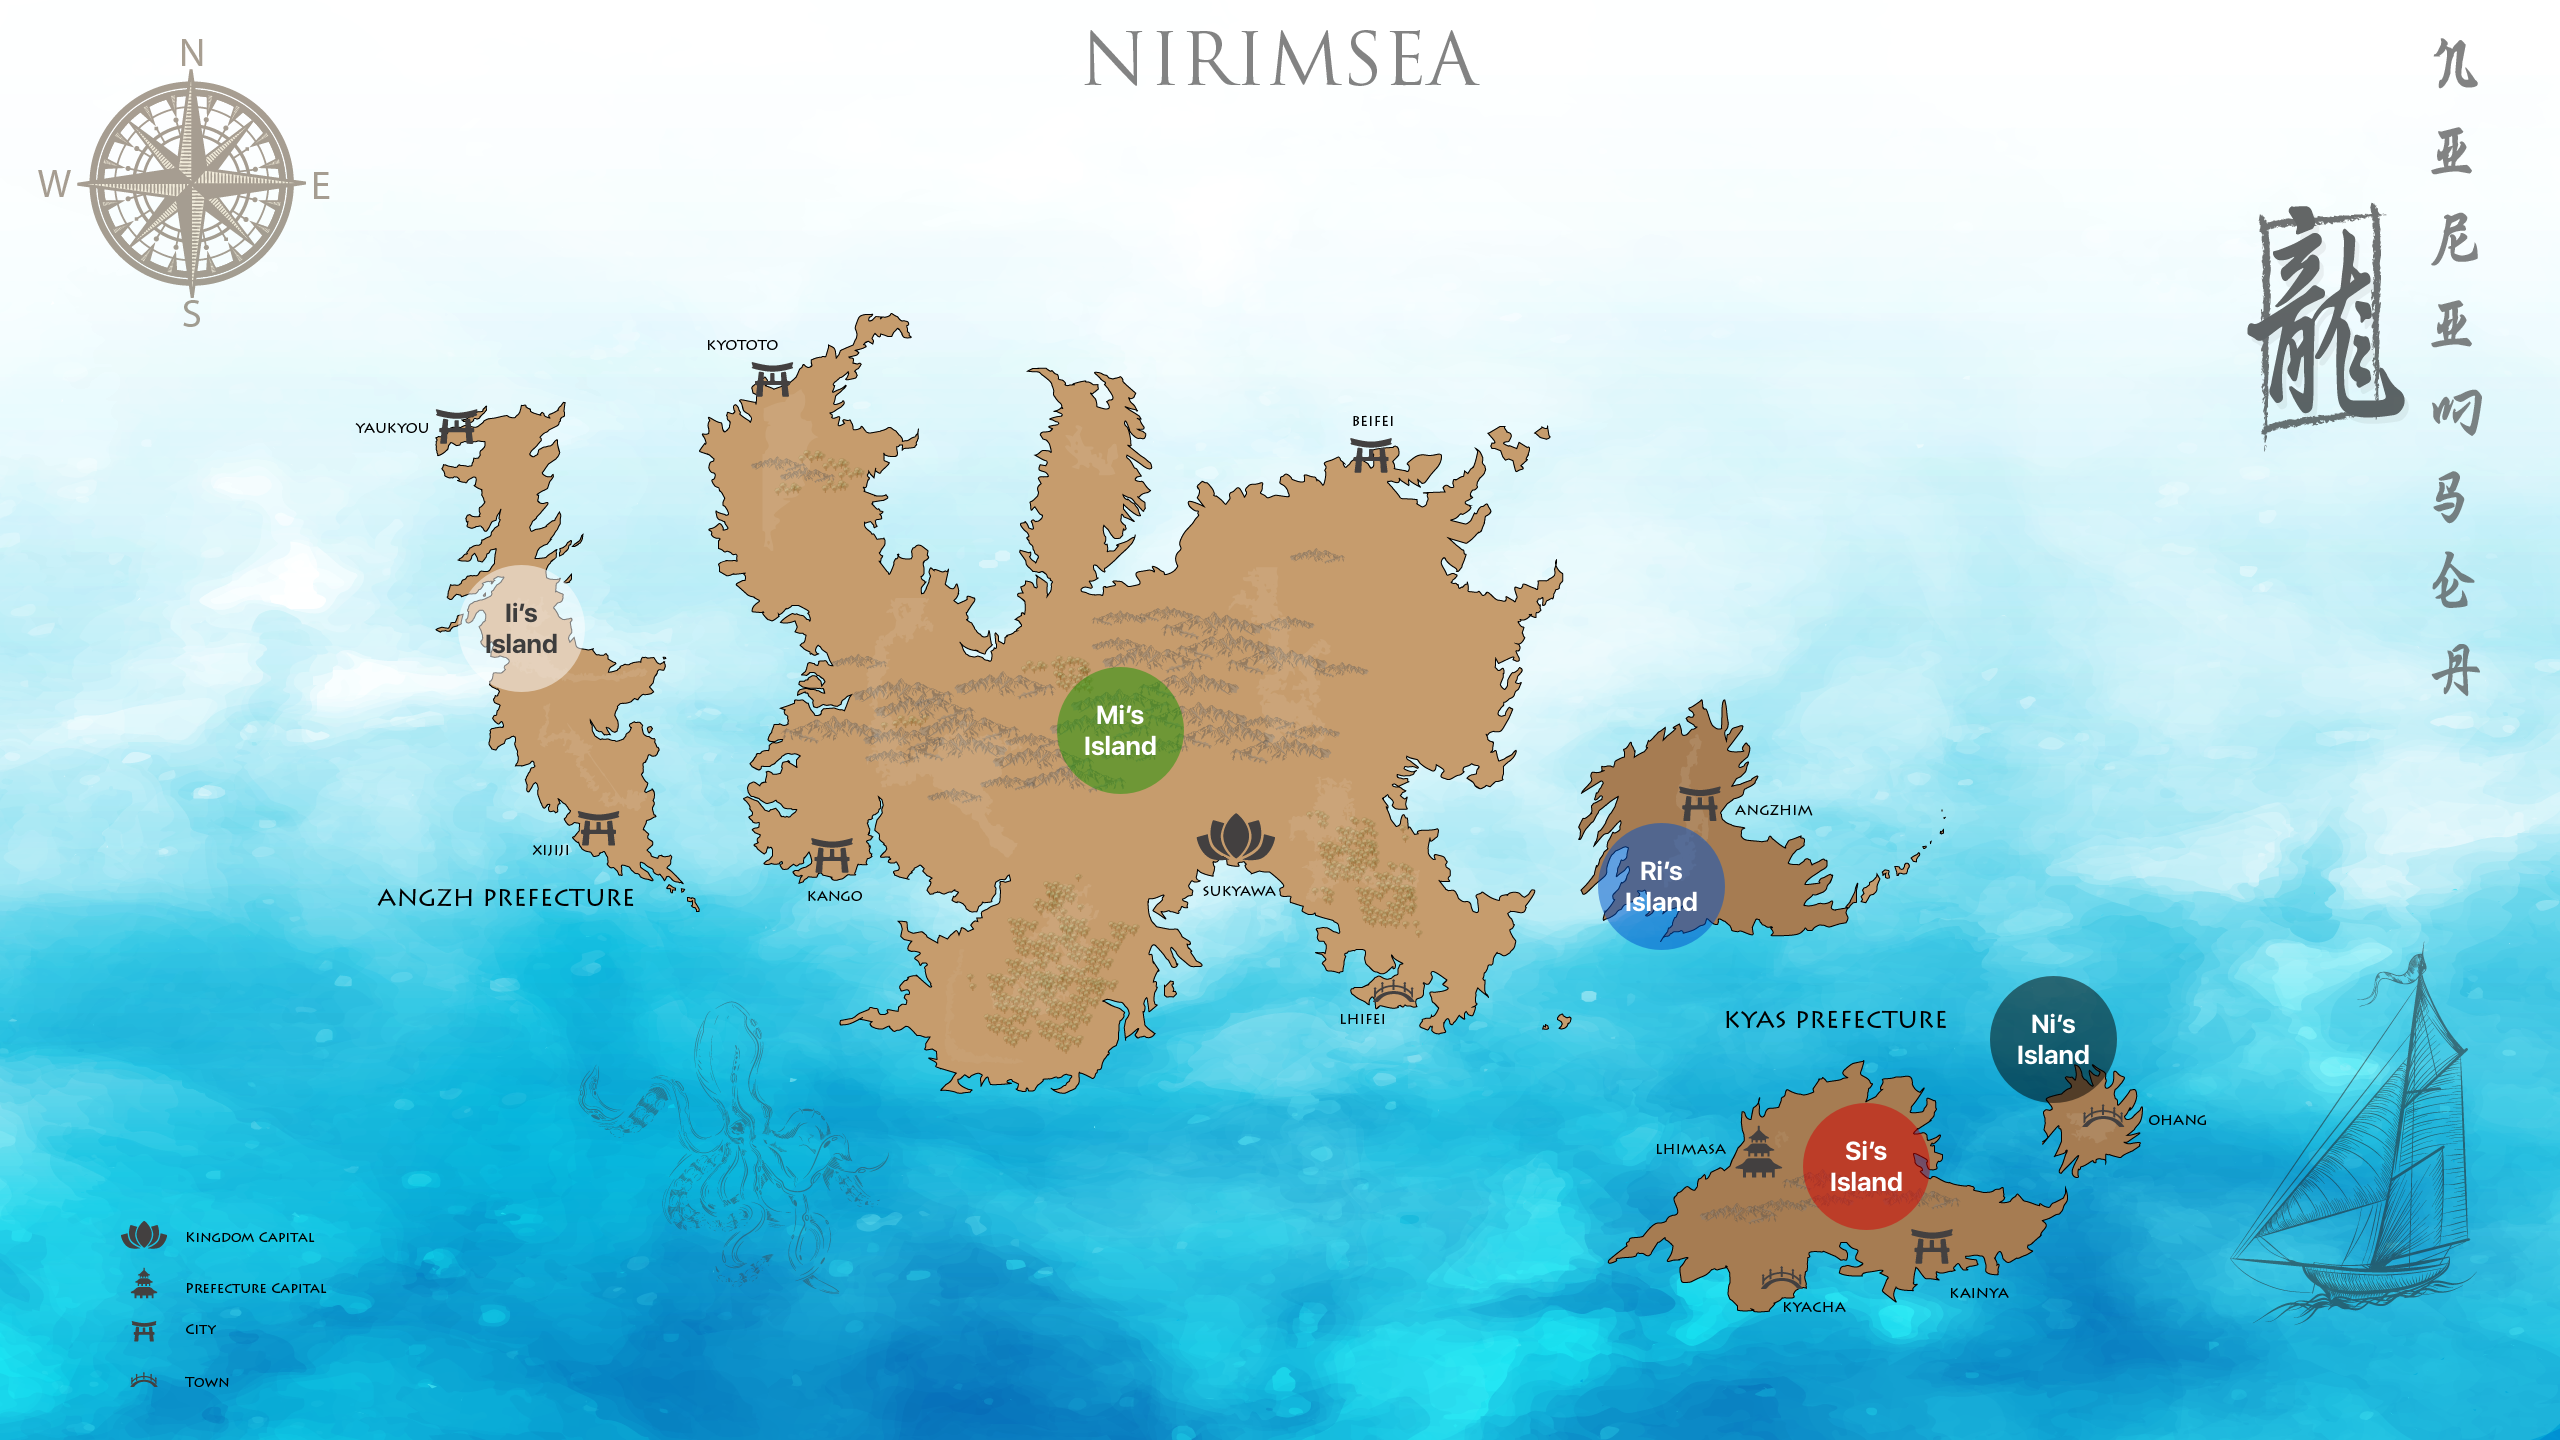 NIRIMSEA
N
W
E
S
亚
尼
亚
马
仑
丹
龍
KYOTOTO
YAUKYOU
BEIFEI
Ii's
Island
Mi's
Island
ANGZHIM
XIJIJI
Ri's
Island
ANGZH PREFECTURE
KANGO
SUKYAWA
LHIFEI
KYAS PREFECTURE
Ni's
Island
OHANG
LHIMASA
Si's
Island
KAINYA
KYACHA
KINGDOM CAPITAL
PREFECTURE CAPITAL
CITY
TOWN